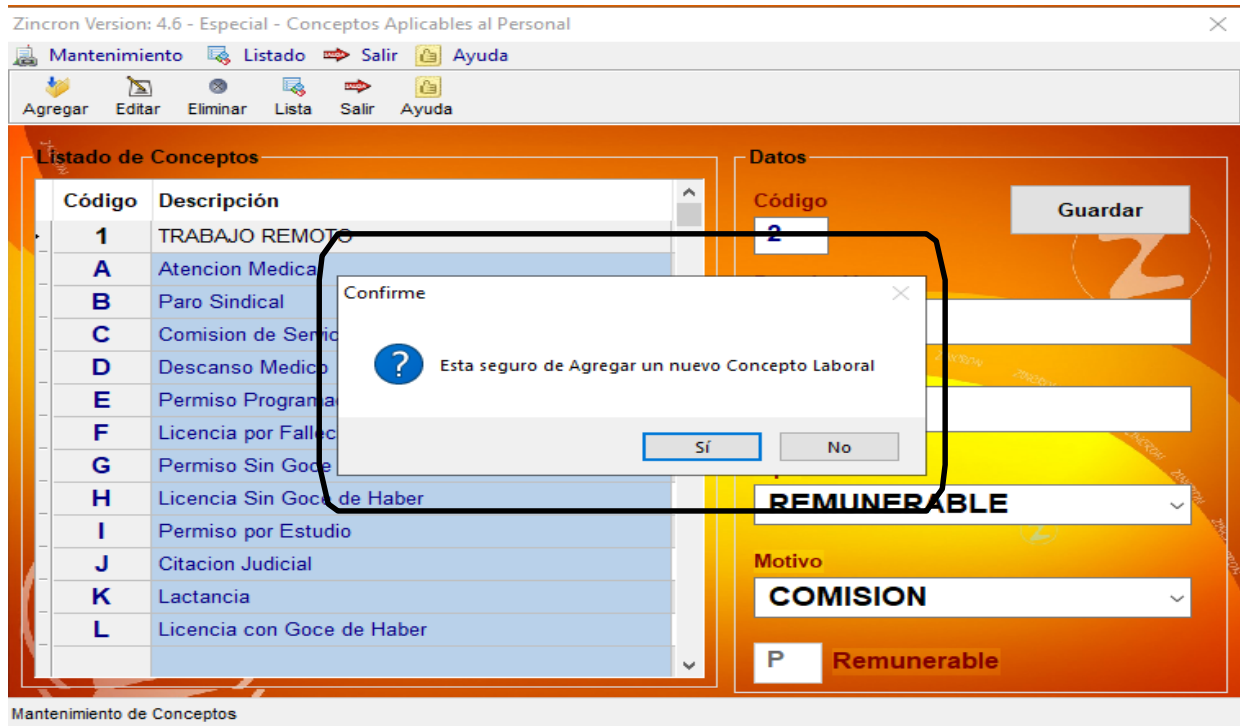 Zincron Version: 4.6 - Especial - Conceptos Aplicables al Personal
Mantenimiento Listado Salir Ayuda
Agregar Editar Eliminar Lista Salir Ayuda
Listado de Conceptos
Código Descripción
1 TRABAJO REMOTO
A Atencion Medica
B Paro Sindical
C Comision de Servic
D Descanso Medico
E Permiso Programa
F Licencia por Fallec
G Permiso Sin Goce
H Licencia Sin Goce de Haber
I Permiso por Estudio
J Citacion Judicial
K Lactancia
L Licencia con Goce de Haber
Confirme
Esta seguro de Agregar un nuevo Concepto Laboral
Sí No
Datos
Código
Guardar
2
REMUNERABLE
Motivo
COMISION
P Remunerable
Mantenimiento de Conceptos